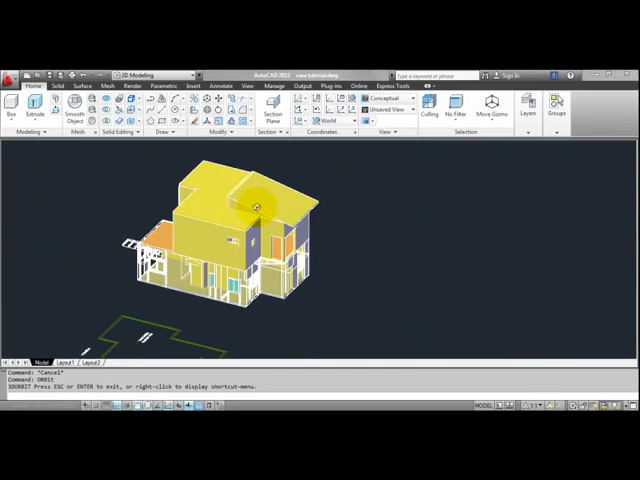 3D Modeling
AutoCAD 2013 casa tutorial.dwg
Type a keyword or phrase
Sign In
Home Solid Surface Mesh Render Parametric Insert Annotate View Manage Output Plug-ins Online Express Tools
Box Extrude Smooth Object Section Plane World Conceptual Unsaved View Culling No Filter Move Gizmo Layers Groups
Modeling Mesh Solid Editing Draw Modify Section Coordinates View Selection
Model Layout1 Layout2
Command: *Cancel*
Command: ORBit
3DORBIT Press ESC or ENTER to exit, or right-click to display shortcut-menu.
MODEL 1:1